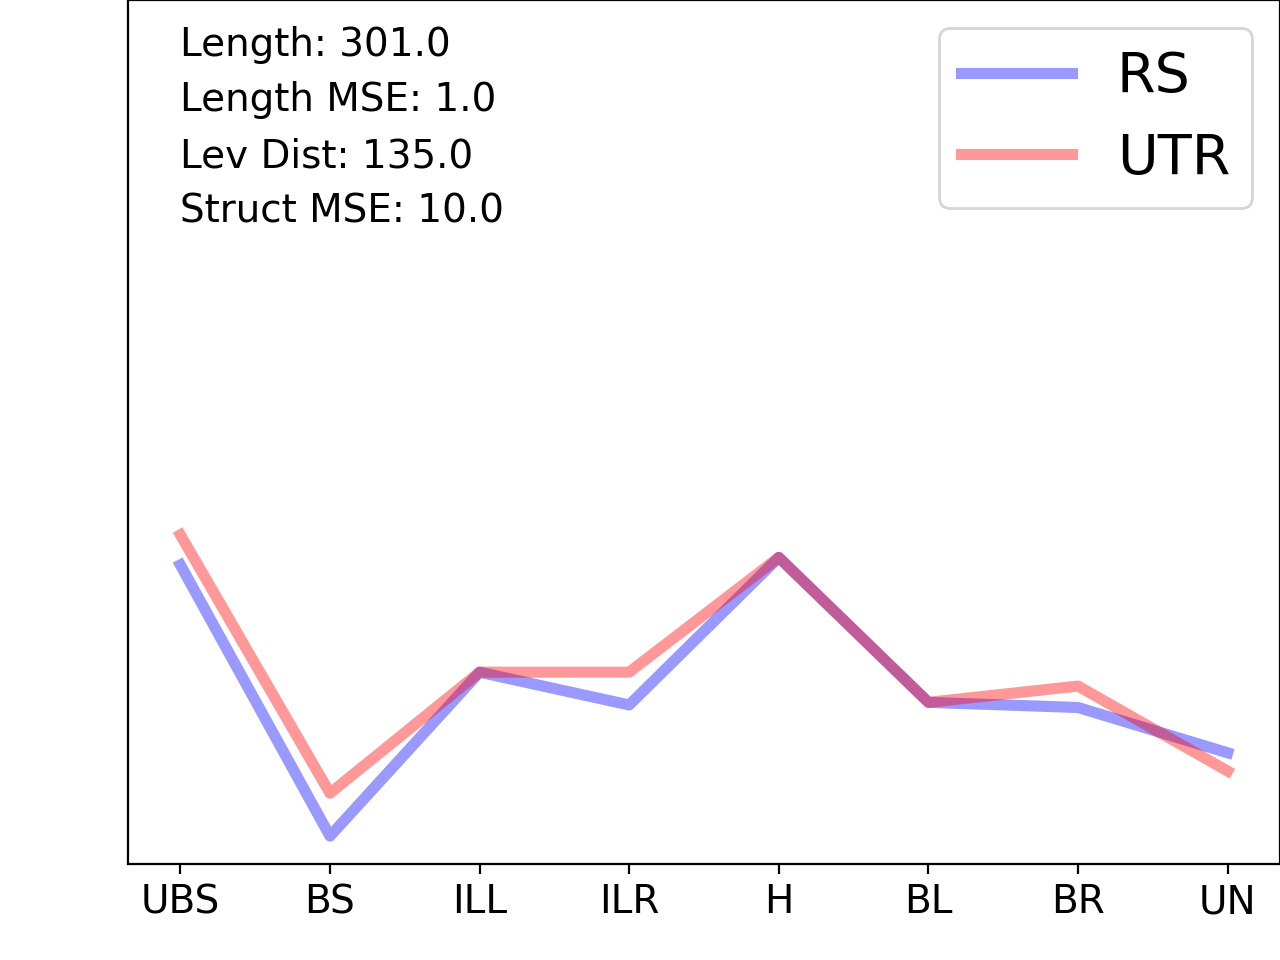 Length: 301.0
Length MSE: 1.0
Lev Dist: 135.0
Struct MSE: 10.0
RS
UTR
UBS BS ILL ILR H BL BR UN